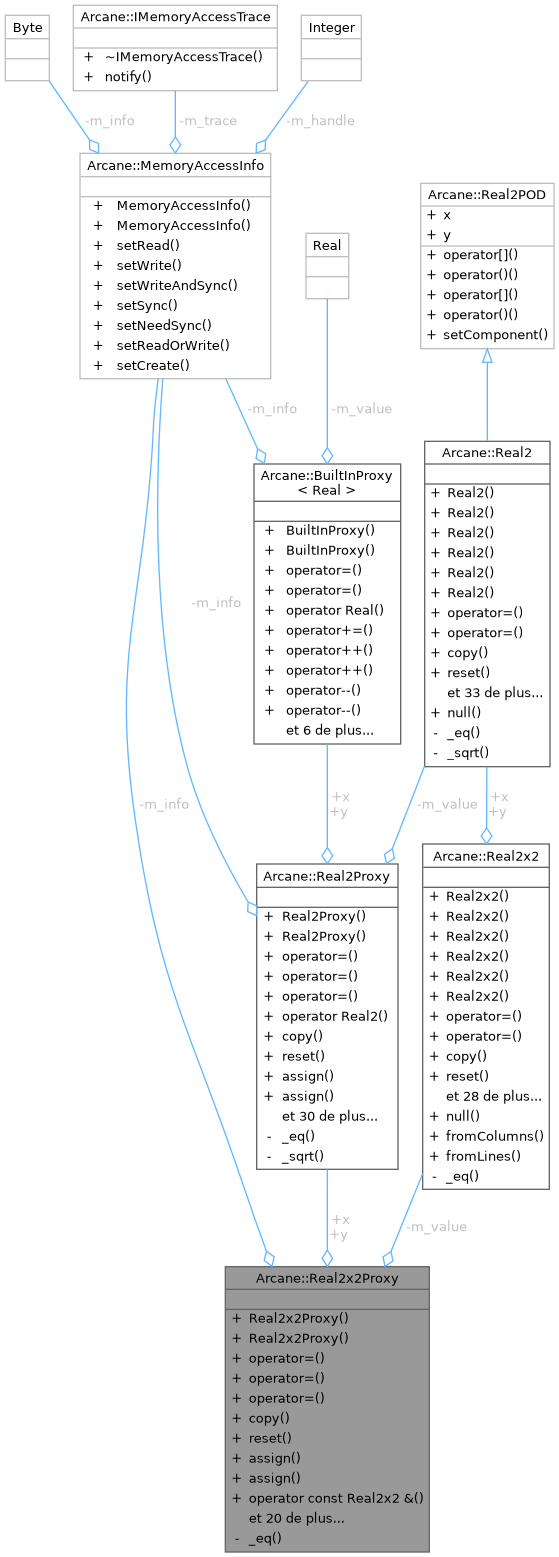 Byte
Arcane::IMemoryAccessTrace
+ ~IMemoryAccessTrace()
+ notify()
Integer
-m_info
-m_trace
-m_handle
Arcane::MemoryAccessInfo
+ MemoryAccessInfo()
+ MemoryAccessInfo()
+ setRead()
+ setWrite()
+ setWriteAndSync()
+ setSync()
+ setNeedSync()
+ setReadOrWrite()
+ setCreate()
Arcane::Real2POD
+ x
+ y
+ operator[]()
+ operator()()
+ operator[]()
+ operator()()
+ setComponent()
Real
-m_info
-m_value
Arcane::BuiltInProxy
< Real >
+ BuiltInProxy()
+ BuiltInProxy()
+ operator=()
+ operator=()
+ operator Real()
+ operator+=()
+ operator++()
+ operator++()
+ operator--()
+ operator--()
et 6 de plus...
Arcane::Real2
+ Real2()
+ Real2()
+ Real2()
+ Real2()
+ Real2()
+ Real2()
+ operator=()
+ operator=()
+ copy()
+ reset()
et 33 de plus...
+ null()
- _eq()
- _sqrt()
-m_info
-m_info
+x
+y
-m_value
+x
+y
Arcane::Real2Proxy
+ Real2Proxy()
+ Real2Proxy()
+ operator=()
+ operator=()
+ operator=()
+ operator Real2()
+ copy()
+ reset()
+ assign()
+ assign()
et 30 de plus...
- _eq()
- _sqrt()
Arcane::Real2x2
+ Real2x2()
+ Real2x2()
+ Real2x2()
+ Real2x2()
+ Real2x2()
+ Real2x2()
+ operator=()
+ operator=()
+ copy()
+ reset()
et 28 de plus...
+ null()
+ fromColumns()
+ fromLines()
- _eq()
+x
+y
-m_value
Arcane::Real2x2Proxy
+ Real2x2Proxy()
+ Real2x2Proxy()
+ operator=()
+ operator=()
+ operator=()
+ copy()
+ reset()
+ assign()
+ assign()
+ operator const Real2x2 &()
et 20 de plus...
- _eq()